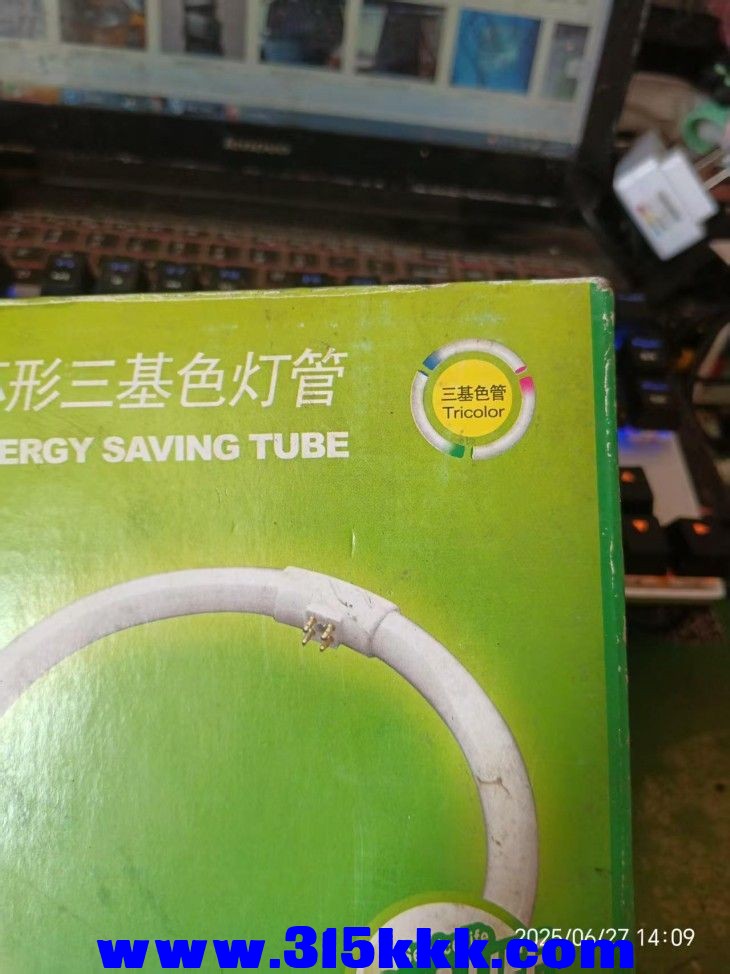 形三基色灯管
ERGY SAVING TUBE
三基色管
Tricolor
2025/06/27 14:09
www.315kkk.com